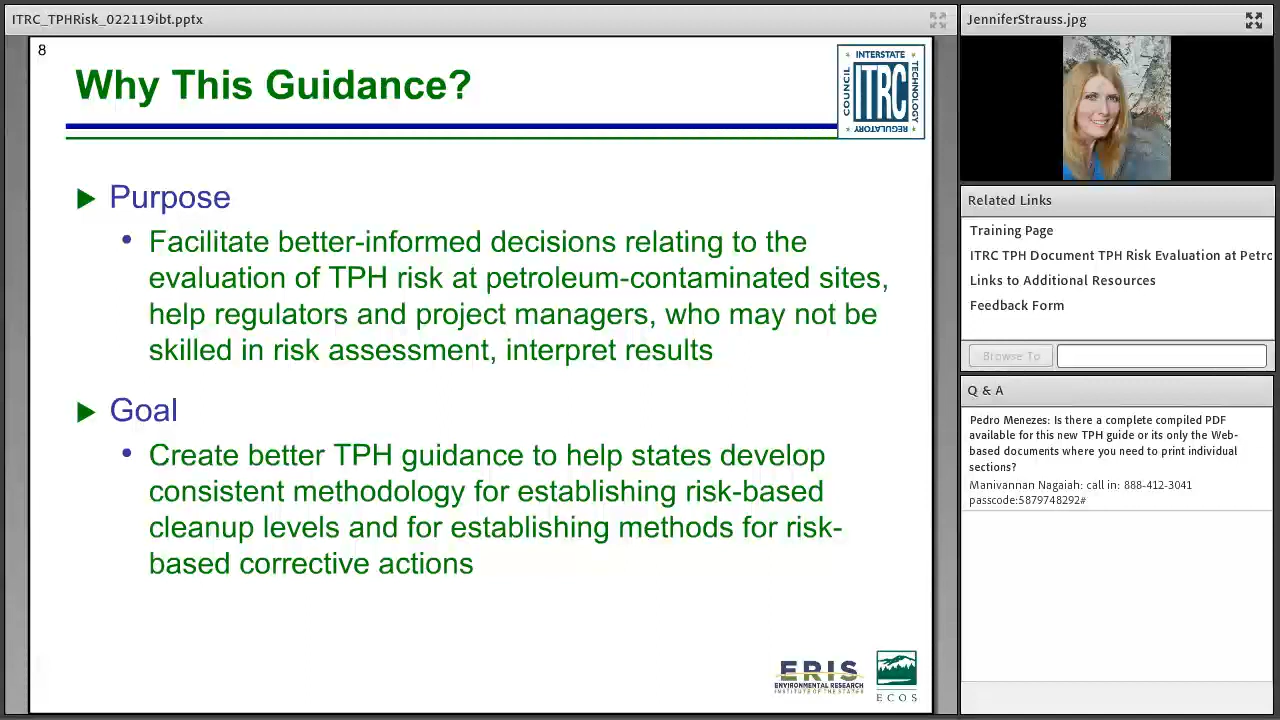 ITRC_TPHRisk_022119ibt.pptx
8
Why This Guidance?
INTERSTATE
COUNCIL
ITRC
TECHNOLOGY
REGULATORY
Purpose
• Facilitate better-informed decisions relating to the
evaluation of TPH risk at petroleum-contaminated sites,
help regulators and project managers, who may not be
skilled in risk assessment, interpret results
Goal
• Create better TPH guidance to help states develop
consistent methodology for establishing risk-based
cleanup levels and for establishing methods for risk-
based corrective actions
ERIS
ENVIRONMENTAL RESEARCH
INSTITUTE OF THE STATES
ECOS
JenniferStrauss.jpg
Related Links
Training Page
ITRC TPH Document TPH Risk Evaluation at Petrc
Links to Additional Resources
Feedback Form
Browse To
Q & A
Pedro Menezes: Is there a complete compiled PDF
available for this new TPH guide or its only the Web-
based documents where you need to print individual
sections?
Manivannan Nagaiah: call in: 888-412-3041
passcode:5879748292#